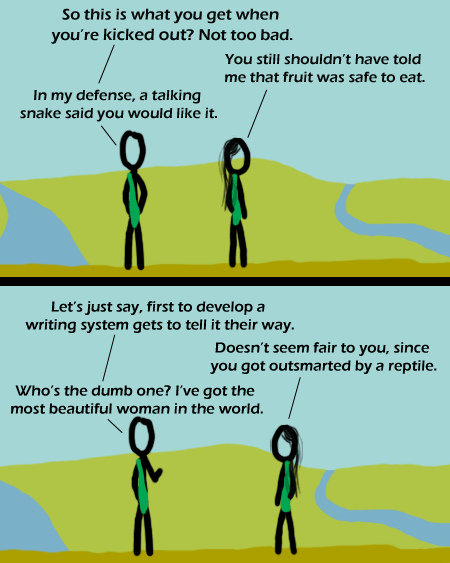 So this is what you get when
you're kicked out? Not too bad.
You still shouldn't have told
me that fruit was safe to eat.
In my defense, a talking
snake said you would like it.
Let's just say, first to develop a
writing system gets to tell it their way.
Doesn't seem fair to you, since
you got outsmarted by a reptile.
Who's the dumb one? I've got the
most beautiful woman in the world.